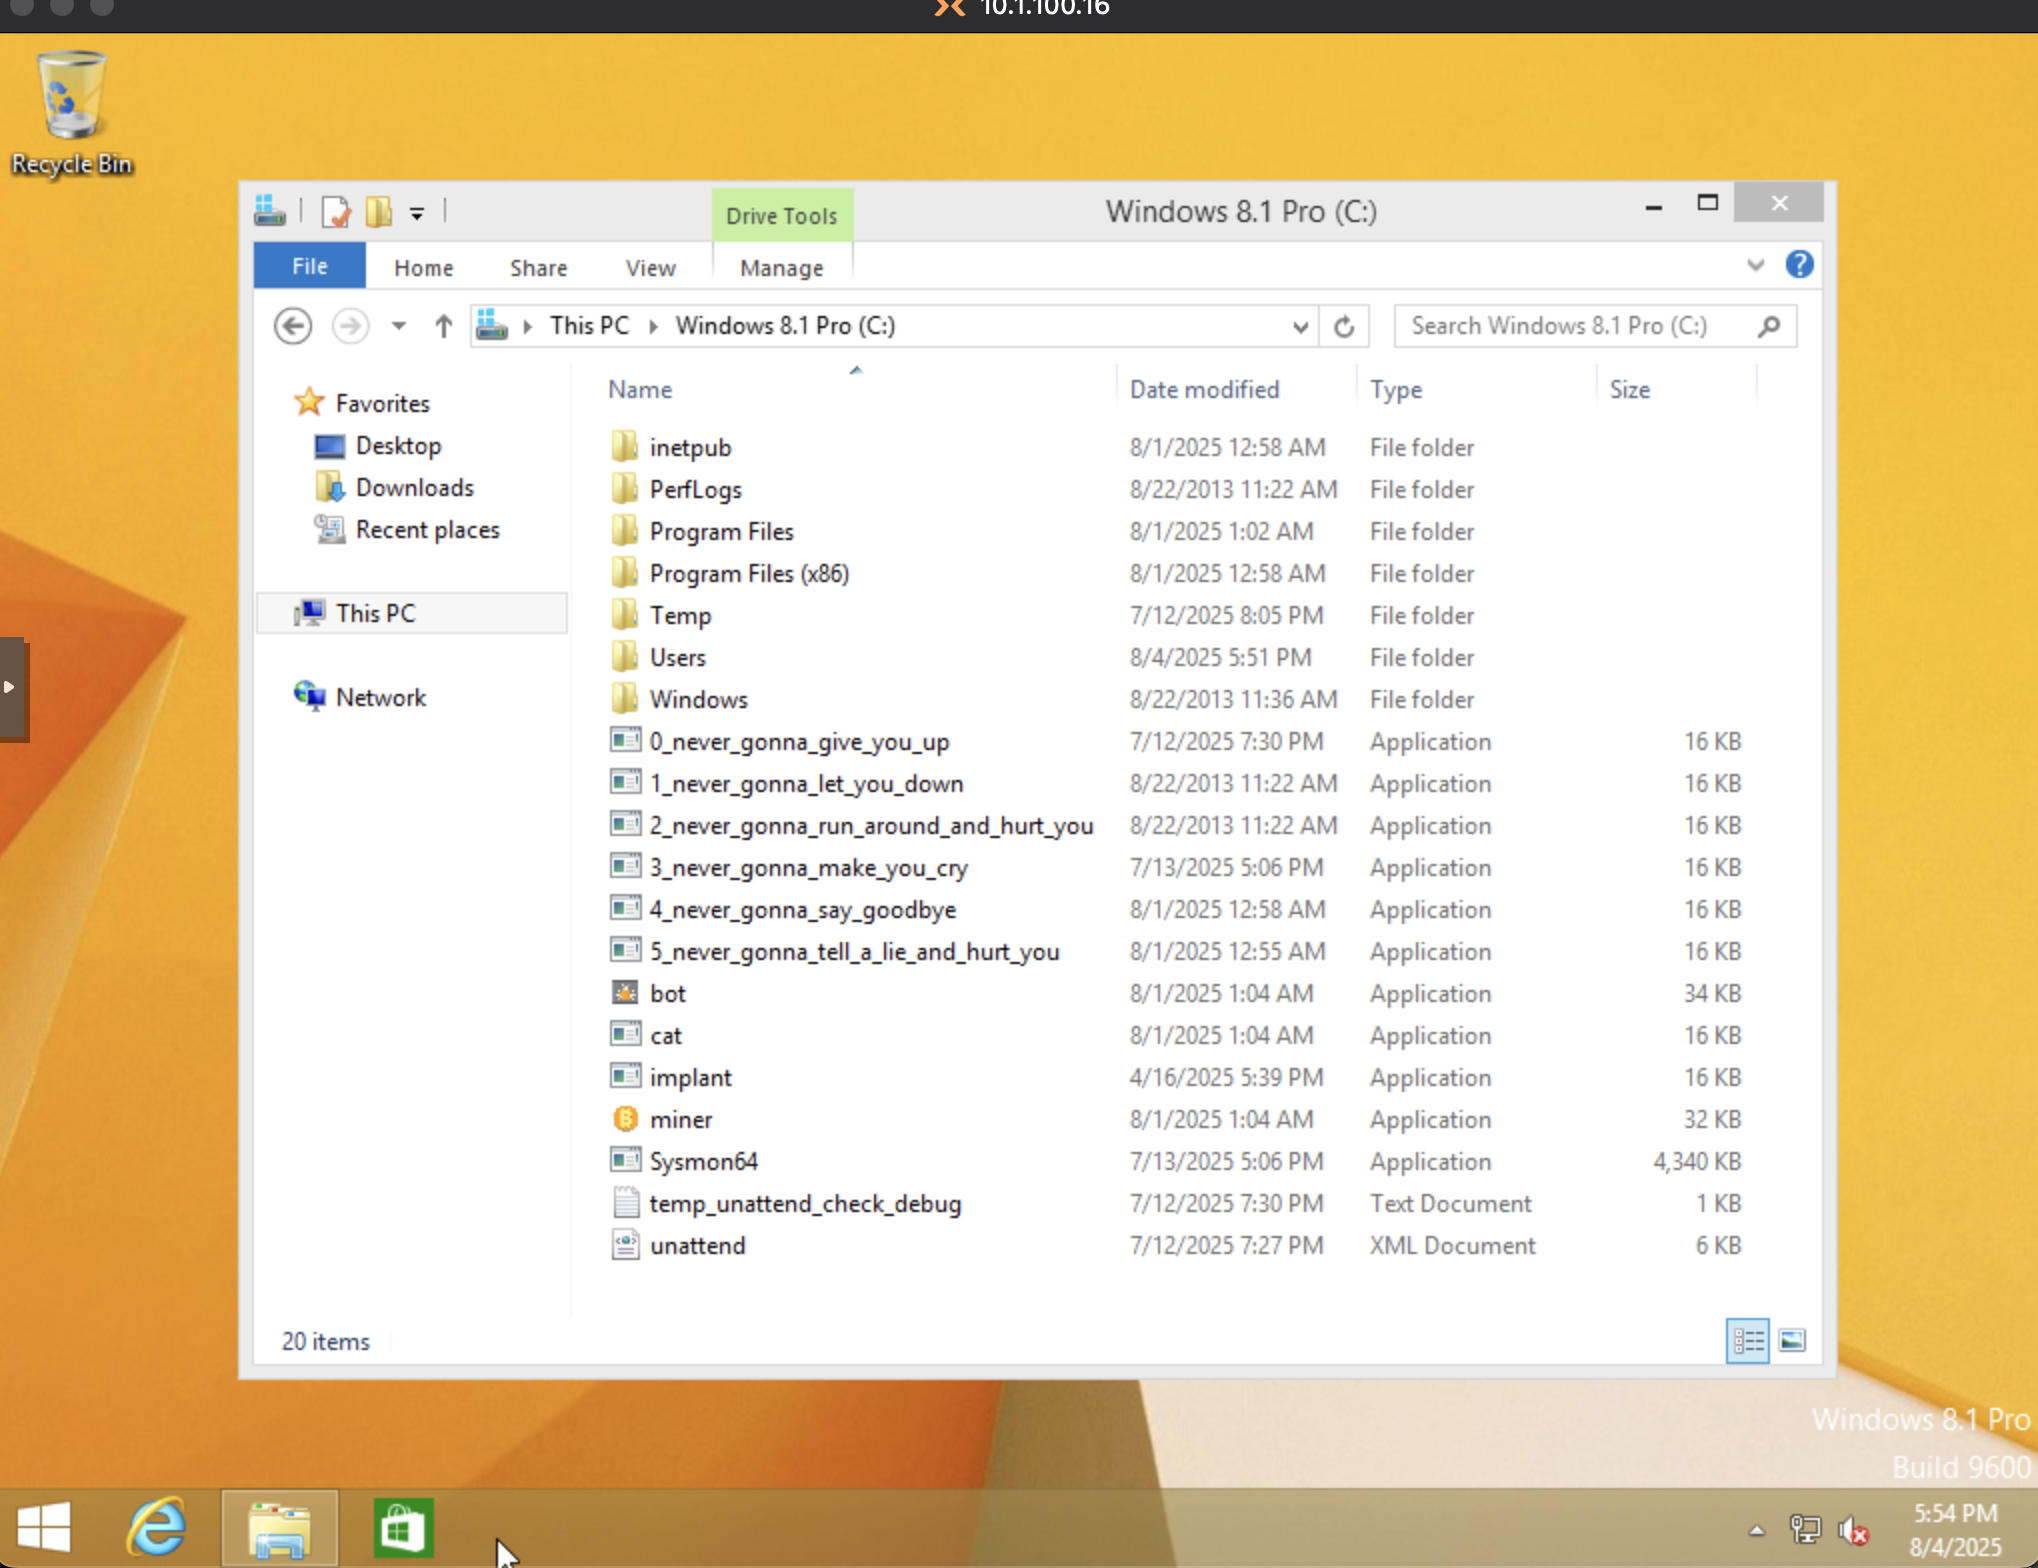 10.1.100.16
Recycle Bin
Drive Tools
Windows 8.1 Pro (C:)
File Home Share View Manage
This PC Windows 8.1 Pro (C:) Search Windows 8.1 Pro (C:)
Name Date modified Type Size
Favorites
Desktop
Downloads
Recent places
This PC
Network
inetpub 8/1/2025 12:58 AM File folder
PerfLogs 8/22/2013 11:22 AM File folder
Program Files 8/1/2025 1:02 AM File folder
Program Files (x86) 8/1/2025 12:58 AM File folder
Temp 7/12/2025 8:05 PM File folder
Users 8/4/2025 5:51 PM File folder
Windows 8/22/2013 11:36 AM File folder
0_never_gonna_give_you_up 7/12/2025 7:30 PM Application 16 KB
1_never_gonna_let_you_down 8/22/2013 11:22 AM Application 16 KB
2_never_gonna_run_around_and_hurt_you 8/22/2013 11:22 AM Application 16 KB
3_never_gonna_make_you_cry 7/13/2025 5:06 PM Application 16 KB
4_never_gonna_say_goodbye 8/1/2025 12:58 AM Application 16 KB
5_never_gonna_tell_a_lie_and_hurt_you 8/1/2025 12:55 AM Application 16 KB
bot 8/1/2025 1:04 AM Application 34 KB
cat 8/1/2025 1:04 AM Application 16 KB
implant 4/16/2025 5:39 PM Application 16 KB
miner 8/1/2025 1:04 AM Application 32 KB
Sysmon64 7/13/2025 5:06 PM Application 4,340 KB
temp_unattend_check_debug 7/12/2025 7:30 PM Text Document 1 KB
unattend 7/12/2025 7:27 PM XML Document 6 KB
20 items
Windows 8.1 Pro
Build 9600
5:54 PM
8/4/2025